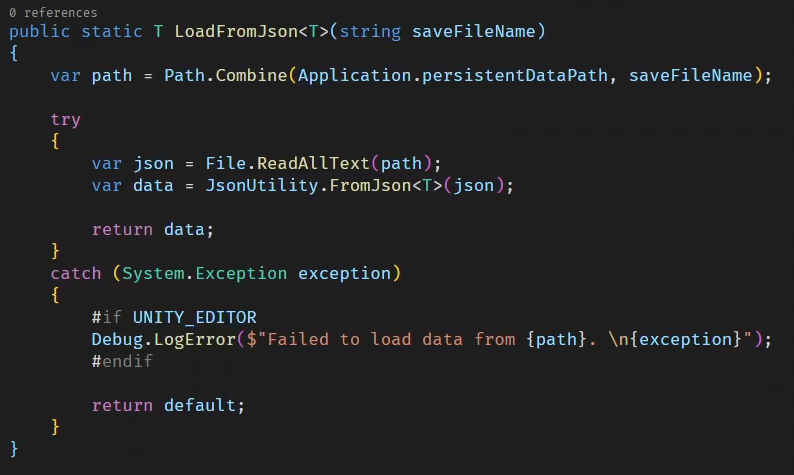 0 references
public static T LoadFromJson<T>(string saveFileName)
{
    var path = Path.Combine(Application.persistentDataPath, saveFileName);

    try
    {
        var json = File.ReadAllText(path);
        var data = JsonUtility.FromJson<T>(json);

        return data;
    }
    catch (System.Exception exception)
    {
        #if UNITY_EDITOR
        Debug.LogError($"Failed to load data from {path}. \n{exception}");
        #endif

        return default;
    }
}